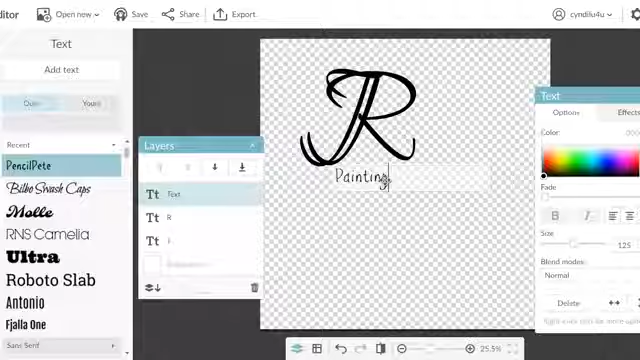 itor
Open new
Save
Share
Export
cyndilu4u
Text
Add text
Yours
Recent
PencilPete
Bilbo Swash Caps
Molle
RNS Camelia
Ultra
Roboto Slab
Antonio
Fjalla One
Sans Serif
Layers
Tt Text
Tt R
Tt J
R
Painting
Text
Options
Effects
Color:
Fade
B I
Size
125
Blend modes:
Normal
Delete
25.5%